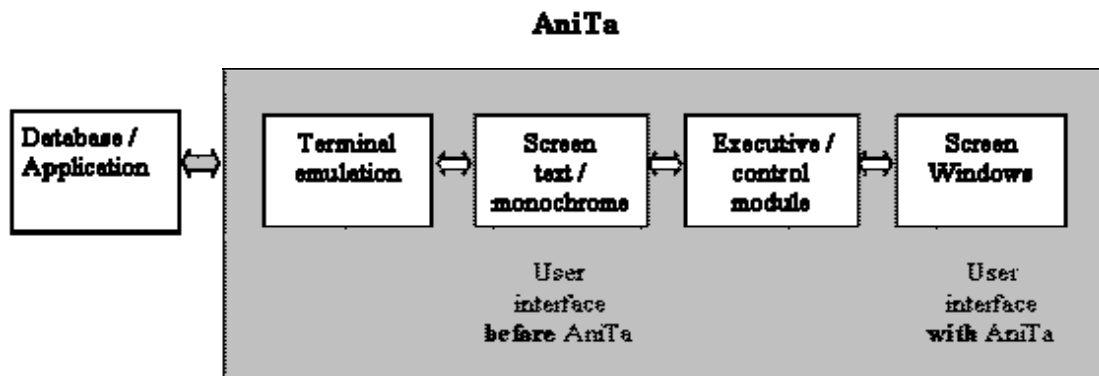 AniTa
Database /
Application
Terminal
emulation
Screen
text /
monochrome
Executive /
control
module
Screen
Windows
User
interface
before AniTa
User
interface
with AniTa